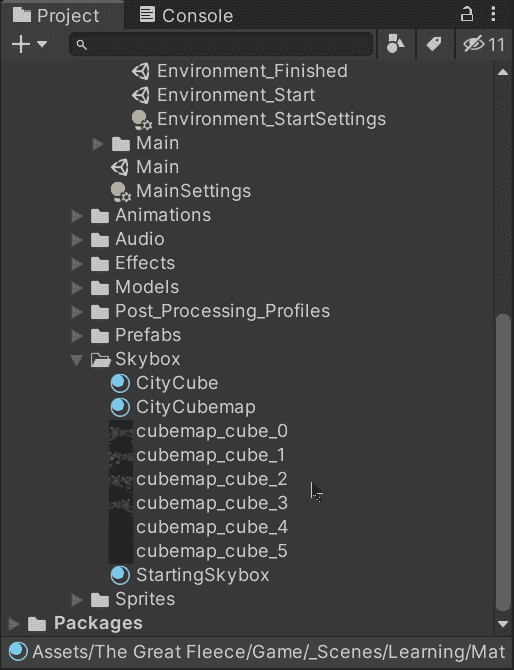 Project Console
11
Environment_Finished
Environment_Start
Environment_StartSettings
Main
Main
MainSettings
Animations
Audio
Effects
Models
Post_Processing_Profiles
Prefabs
Skybox
CityCube
CityCubemap
cubemap_cube_0
cubemap_cube_1
cubemap_cube_2
cubemap_cube_3
cubemap_cube_4
cubemap_cube_5
StartingSkybox
Sprites
Packages
Assets/The Great Fleece/Game/_Scenes/Learning/Mat